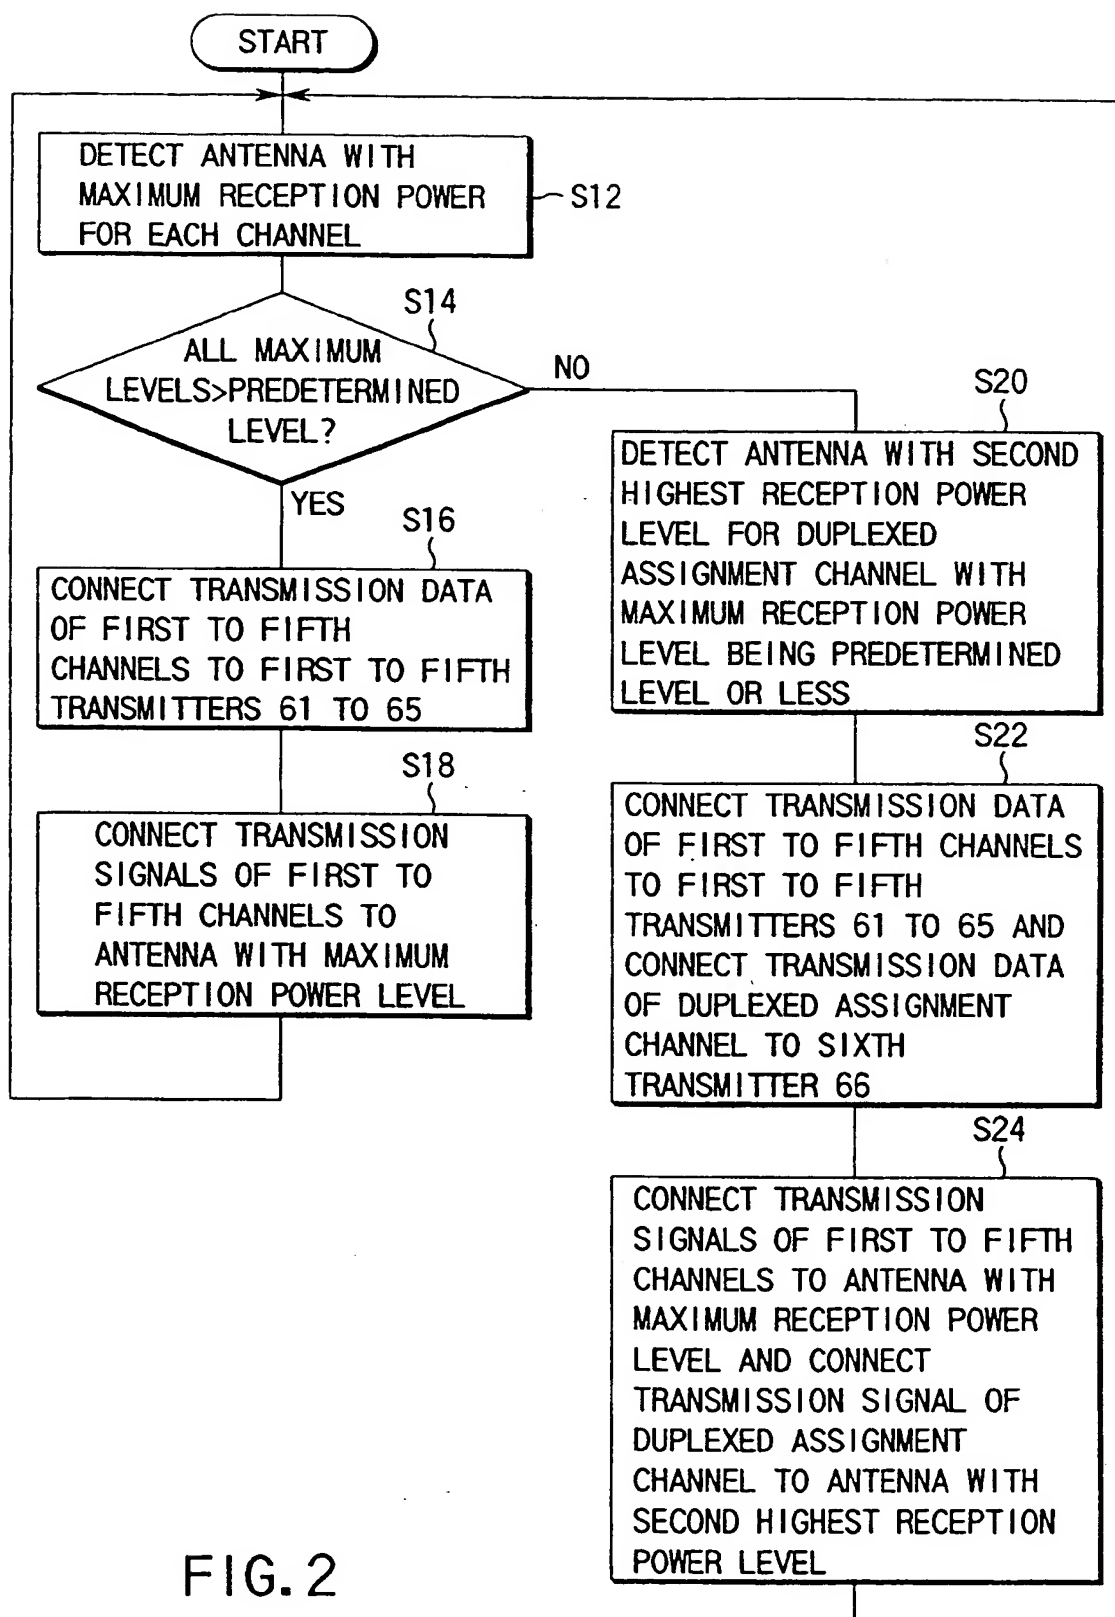 START
DETECT ANTENNA WITH
MAXIMUM RECEPTION POWER
FOR EACH CHANNEL
S12
S14
ALL MAXIMUM
LEVELS>PREDETERMINED
LEVEL?
NO
YES
S16
CONNECT TRANSMISSION DATA
OF FIRST TO FIFTH
CHANNELS TO FIRST TO FIFTH
TRANSMITTERS 61 TO 65
S18
CONNECT TRANSMISSION
SIGNALS OF FIRST TO
FIFTH CHANNELS TO
ANTENNA WITH MAXIMUM
RECEPTION POWER LEVEL
S20
DETECT ANTENNA WITH SECOND
HIGHEST RECEPTION POWER
LEVEL FOR DUPLEXED
ASSIGNMENT CHANNEL WITH
MAXIMUM RECEPTION POWER
LEVEL BEING PREDETERMINED
LEVEL OR LESS
S22
CONNECT TRANSMISSION DATA
OF FIRST TO FIFTH CHANNELS
TO FIRST TO FIFTH
TRANSMITTERS 61 TO 65 AND
CONNECT TRANSMISSION DATA
OF DUPLEXED ASSIGNMENT
CHANNEL TO SIXTH
TRANSMITTER 66
S24
CONNECT TRANSMISSION
SIGNALS OF FIRST TO FIFTH
CHANNELS TO ANTENNA WITH
MAXIMUM RECEPTION POWER
LEVEL AND CONNECT
TRANSMISSION SIGNAL OF
DUPLEXED ASSIGNMENT
CHANNEL TO ANTENNA WITH
SECOND HIGHEST RECEPTION
POWER LEVEL
FIG. 2